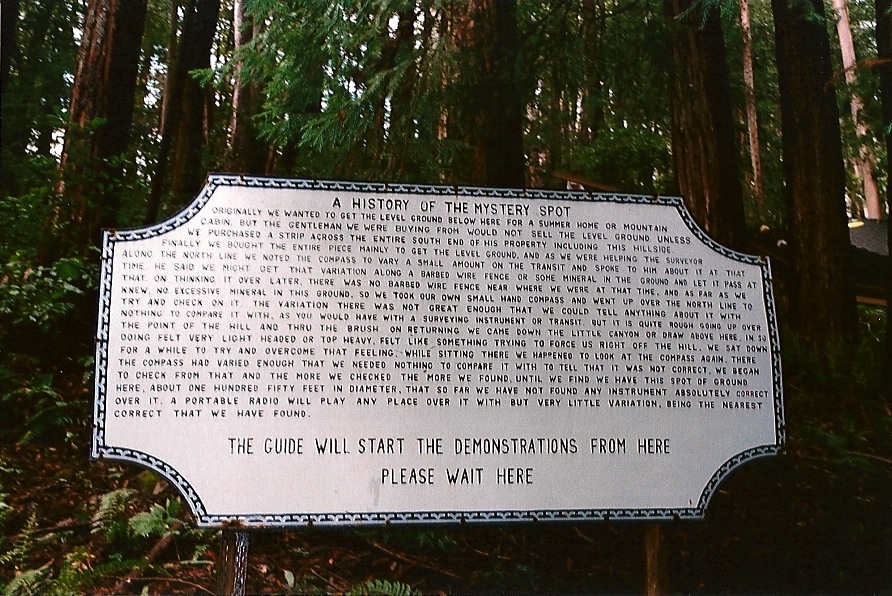 A HISTORY OF THE MYSTERY SPOT
ORIGINALLY WE WANTED TO GET THE LEVEL GROUND BELOW HERE FOR A SUMMER HOME OR MOUNTAIN
CABIN, BUT THE GENTLEMAN WE WERE BUYING FROM WOULD NOT SELL THE LEVEL GROUND UNLESS
WE PURCHASED A STRIP ACROSS THE ENTIRE SOUTH END OF HIS PROPERTY INCLUDING THIS HILLSIDE
FINALLY WE BOUGHT THE ENTIRE PIECE MAINLY TO GET THE LEVEL GROUND, AND AS WE WERE HELPING THE SURVEYOR
ALONG THE NORTH LINE WE NOTED THE COMPASS TO VARY A SMALL AMOUNT ON THE TRANSIT AND SPOKE TO HIM ABOUT IT AT THAT
TIME. HE SAID WE MIGHT GET THAT VARIATION ALONG A BARBED WIRE FENCE, OR SOME MINERAL IN THE GROUND AND LET IT PASS AT
THAT. ON THINKING IT OVER LATER, THERE WAS NO BARBED WIRE FENCE NEAR WHERE WE WERE AT THAT TIME, AND AS FAR AS WE
KNEW, NO EXCESSIVE MINERAL IN THIS GROUND, SO WE TOOK OUR OWN SMALL HAND COMPASS AND WENT UP OVER THE NORTH LINE TO
TRY AND CHECK ON IT. THE VARIATION THERE WAS NOT GREAT ENOUGH THAT WE COULD TELL ANYTHING ABOUT IT WITH
NOTHING TO COMPARE IT WITH, AS YOU WOULD HAVE WITH A SURVEYING INSTRUMENT OR TRANSIT. BUT IT IS QUITE ROUGH GOING UP OVER
THE POINT OF THE HILL AND THRU THE BRUSH, ON RETURNING WE CAME DOWN THE LITTLE CANYON OR DRAW ABOVE HERE, IN SO
DOING FELT VERY LIGHT HEADED OR TOP HEAVY, FELT LIKE SOMETHING TRYING TO FORCE US RIGHT OFF THE HILL. WE SAT DOWN
FOR A WHILE TO TRY AND OVERCOME THAT FEELING. WHILE SITTING THERE WE HAPPENED TO LOOK AT THE COMPASS AGAIN. THERE
THE COMPASS HAD VARIED ENOUGH THAT WE NEEDED NOTHING TO COMPARE IT WITH TO TELL THAT IT WAS NOT CORRECT. WE BEGAN
TO CHECK FROM THAT AND THE MORE WE CHECKED THE MORE WE FOUND, UNTIL WE FIND WE HAVE THIS SPOT OF GROUND
HERE, ABOUT ONE HUNDRED FIFTY FEET IN DIAMETER, THAT SO FAR WE HAVE NOT FOUND ANY INSTRUMENT ABSOLUTELY CORRECT
OVER IT. A PORTABLE RADIO WILL PLAY ANY PLACE OVER IT WITH BUT VERY LITTLE VARIATION, BEING THE NEAREST
CORRECT THAT WE HAVE FOUND.
THE GUIDE WILL START THE DEMONSTRATIONS FROM HERE
PLEASE WAIT HERE